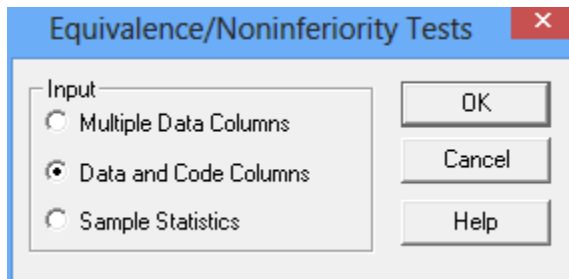 Equivalence/Noninferiority Tests
Input
Multiple Data Columns
Data and Code Columns
Sample Statistics
OK
Cancel
Help